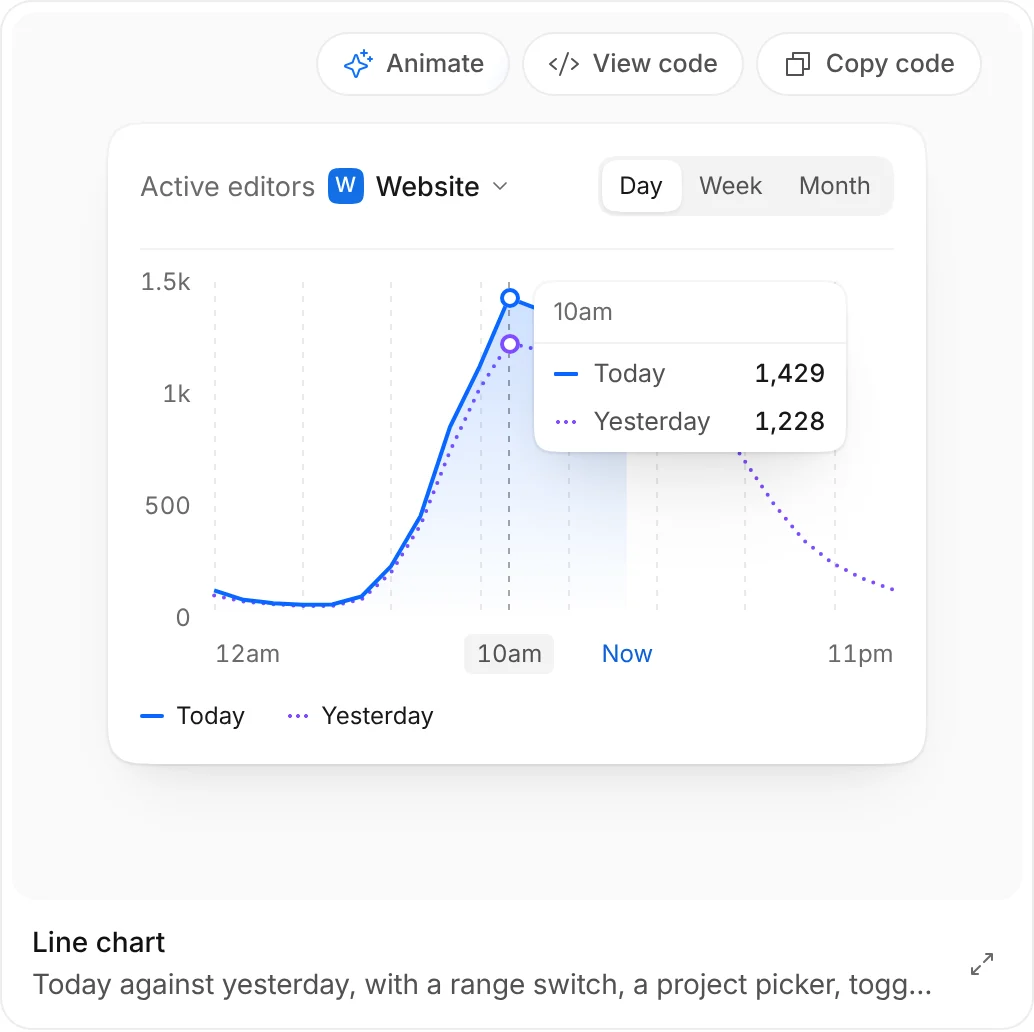 Animate
View code
Copy code
Active editors W Website
Day Week Month
1.5k
1k
500
0
10am
Today 1,429
Yesterday 1,228
12am 10am Now 11pm
Today Yesterday
Line chart
Today against yesterday, with a range switch, a project picker, togg...